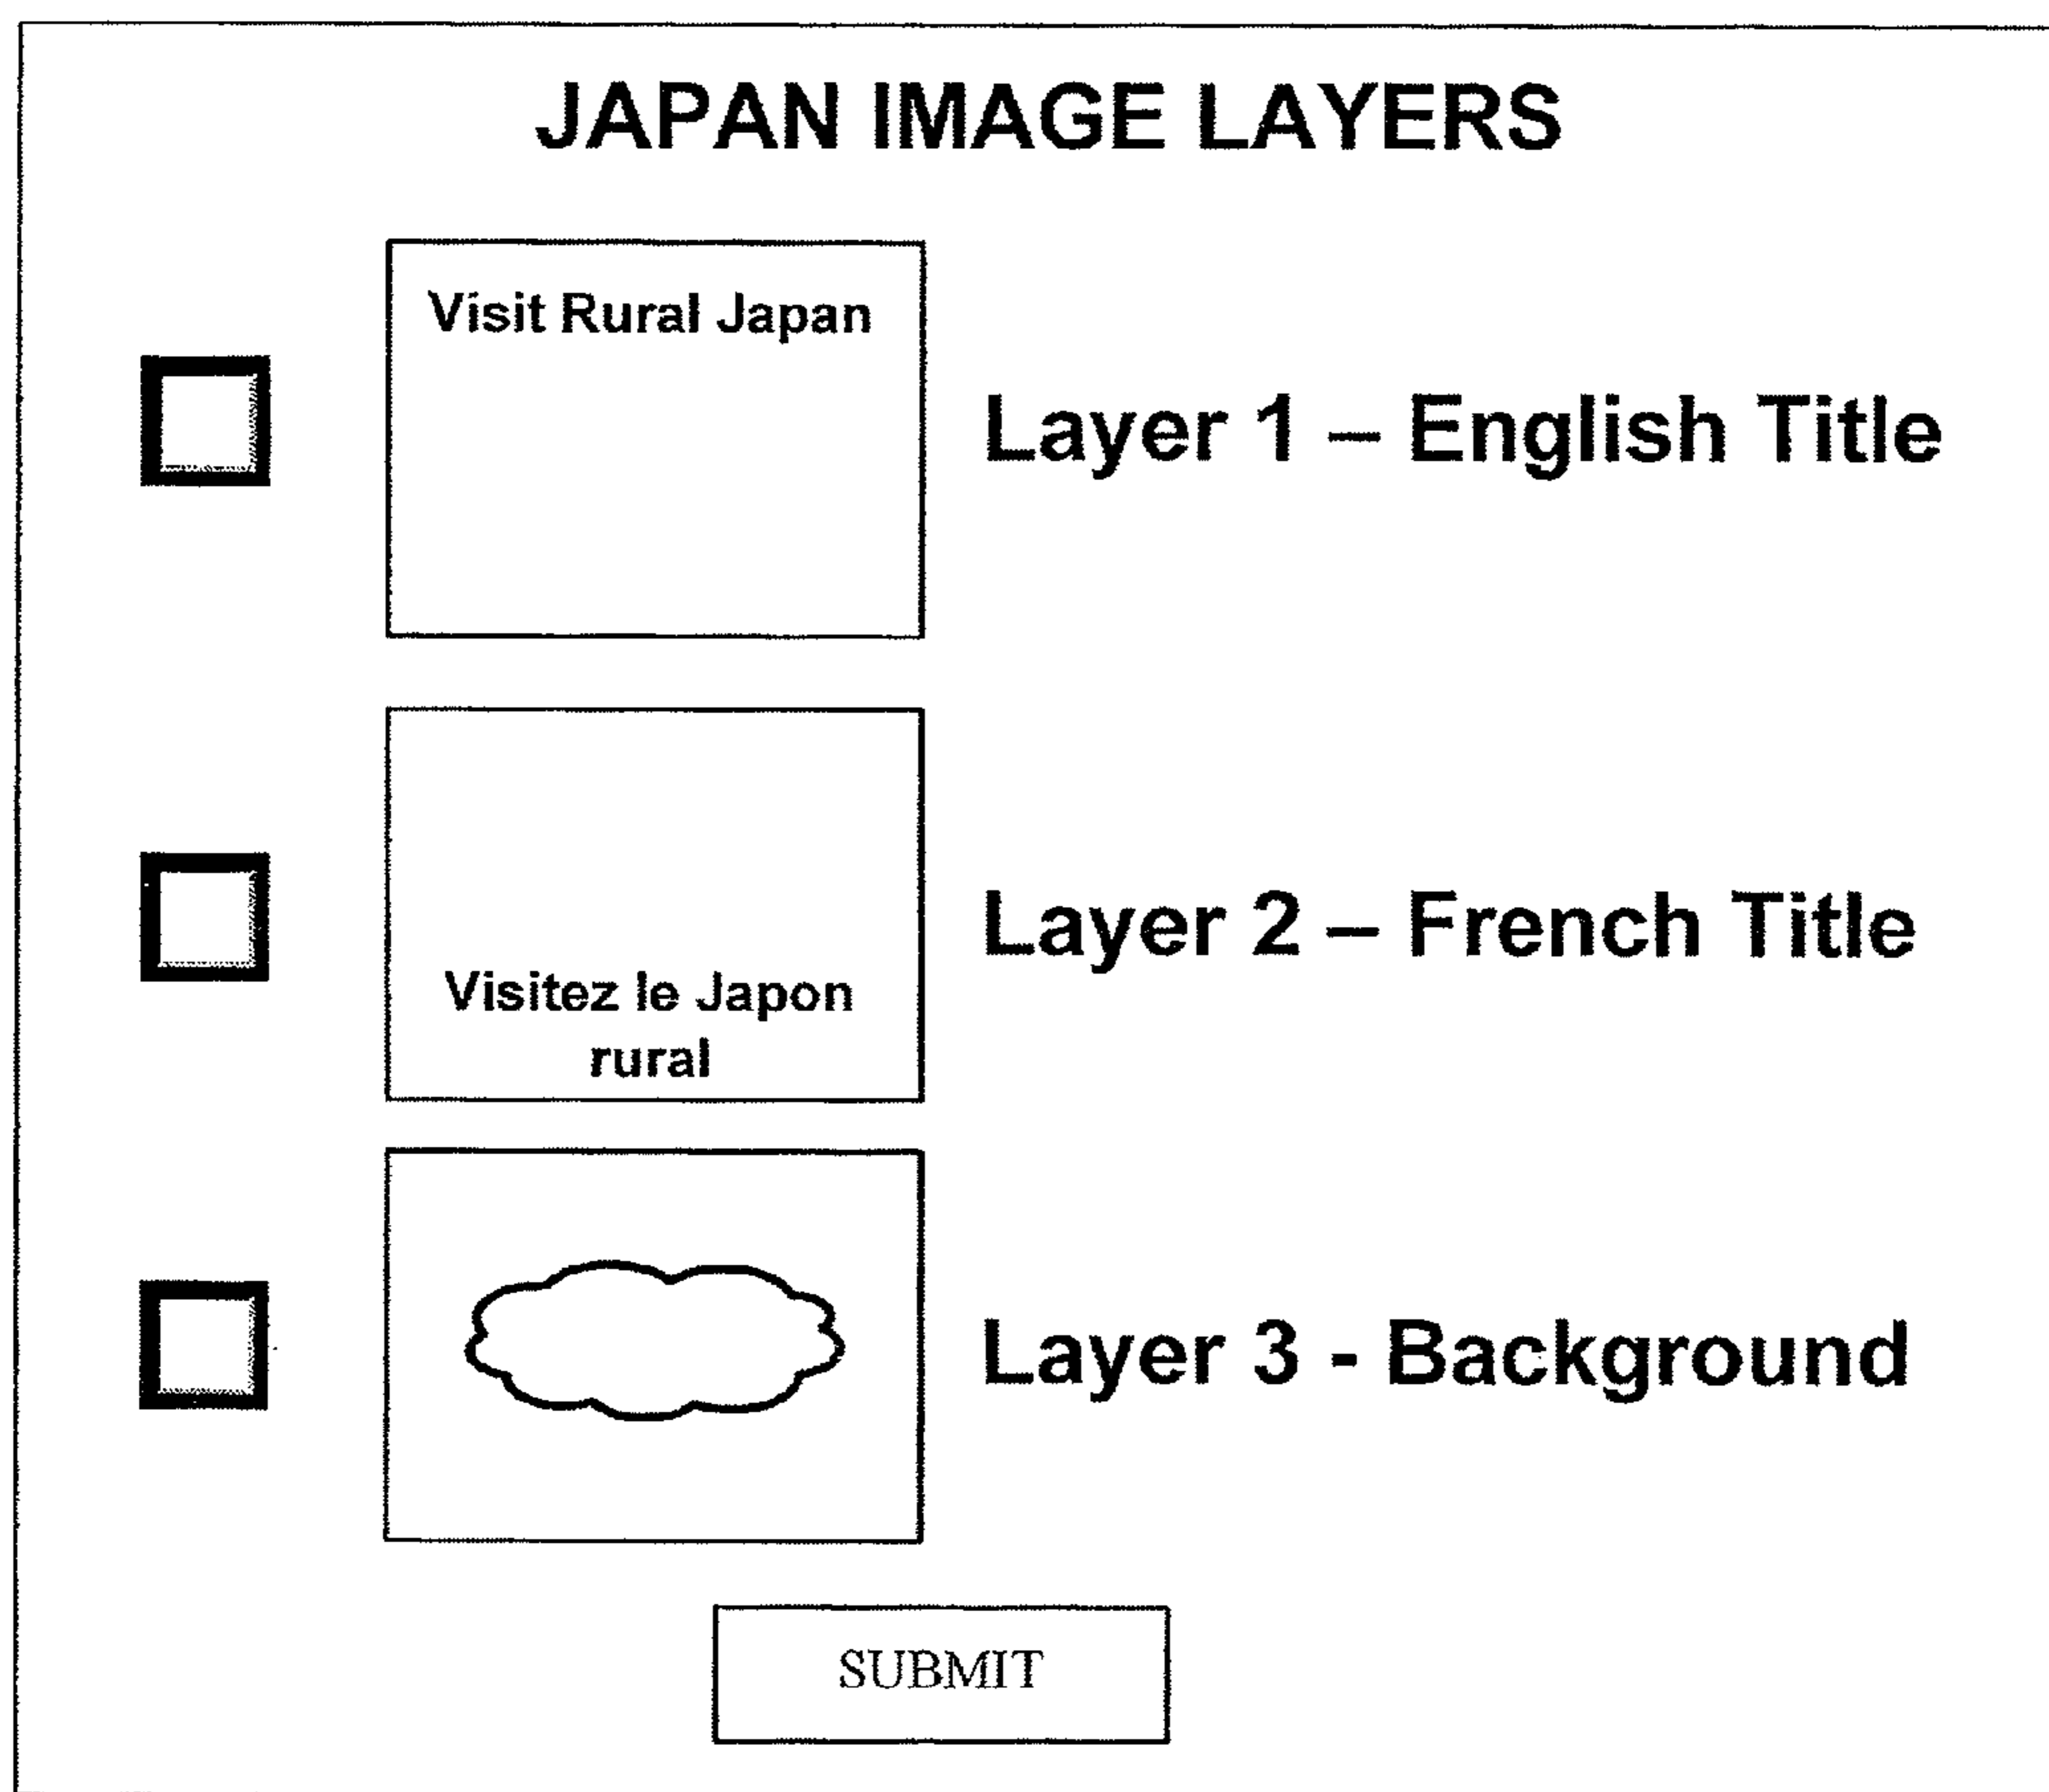 JAPAN IMAGE LAYERS
Visit Rural Japan
Layer 1 – English Title
Layer 2 – French Title
Visitez le Japon
rural
Layer 3 - Background
SUBMIT